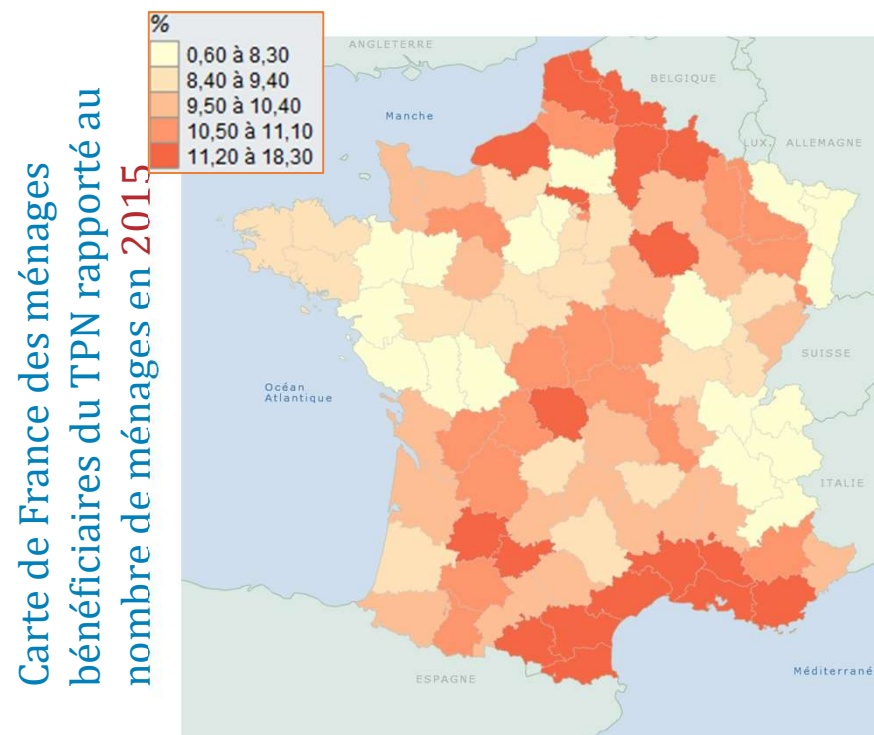 Carte de France des ménages
bénéficiaires du TPN rapporté au
nombre de ménages en 2015
%
0,60 à 8,30
8,40 à 9,40
9,50 à 10,40
10,50 à 11,10
11,20 à 18,30
ANGLETERRE
BELGIQUE
Manche
LUX.
ALLEMAGNE
SUISSE
Océan
Atlantique
ITALIE
ESPAGNE
Méditerrané